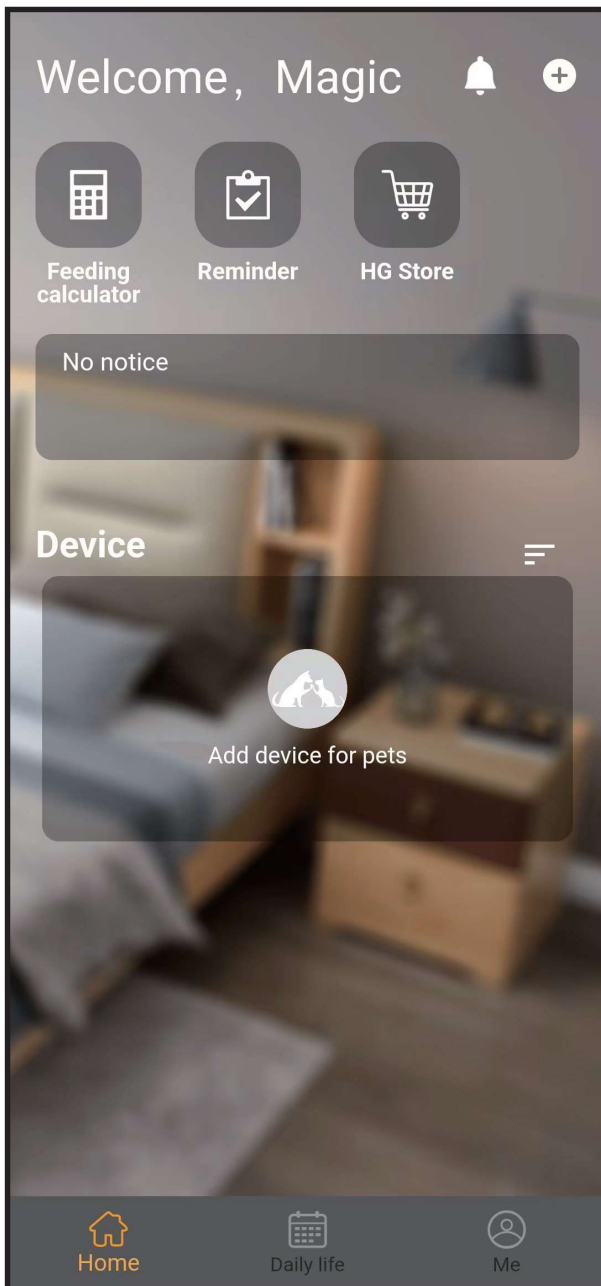 Welcome，Magic
Feeding
calculator
Reminder
HG Store
No notice
Device
Add device for pets
Home
Daily life
Me